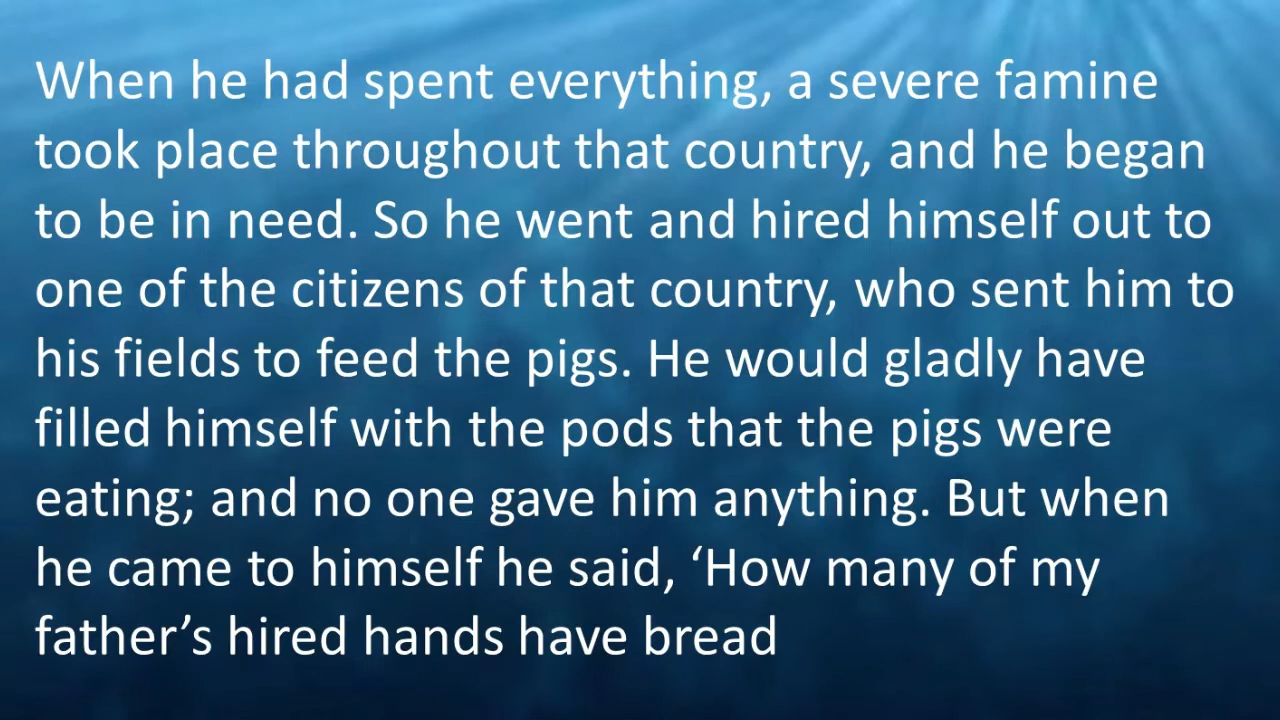 When he had spent everything, a severe famine
took place throughout that country, and he began
to be in need. So he went and hired himself out to
one of the citizens of that country, who sent him to
his fields to feed the pigs. He would gladly have
filled himself with the pods that the pigs were
eating; and no one gave him anything. But when
he came to himself he said, ‘How many of my
father’s hired hands have bread